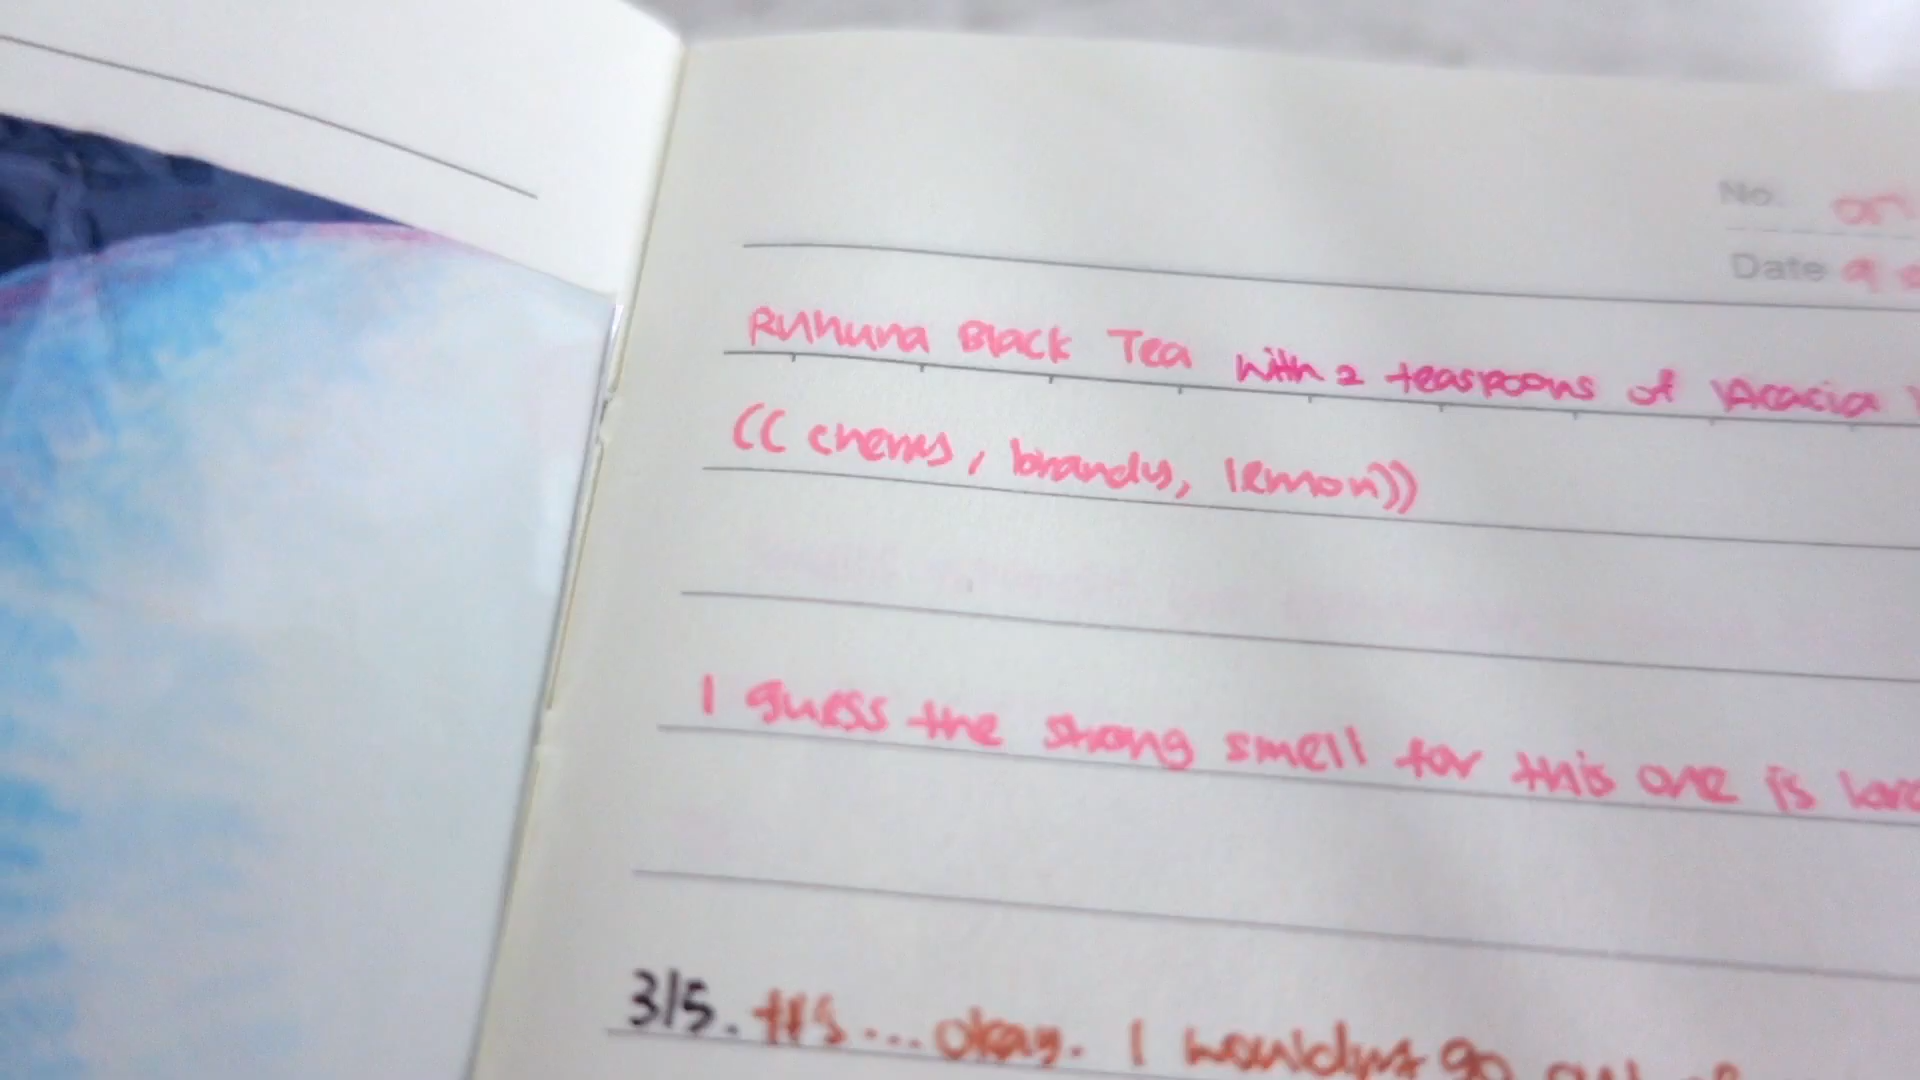 No.
Date
Ruhuna Black Tea with 2 teaspoons of Acacia
((cherry, brandy, lemon))
I guess the strong smell for this one is
3/5. It's... okay. I wouldn't go out